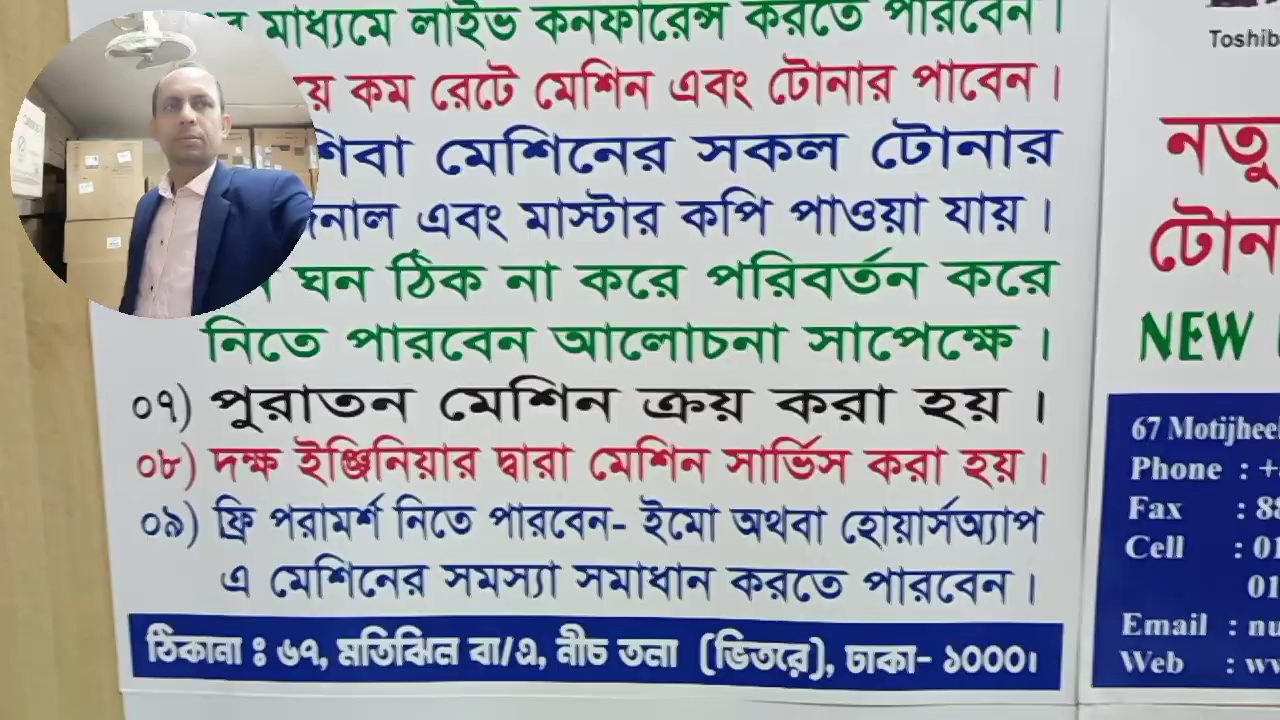 মাধ্যমে লাইভ কনফারেন্স করতে পারবেন।
কম রেটে মেশিন এবং টোনার পাবেন।
মেশিনের সকল টোনার
এবং মাস্টার কপি পাওয়া যায়।
ঘন ঠিক না করে পরিবর্তন করে
নিতে পারবেন আলোচনা সাপেক্ষে।
০৭) পুরাতন মেশিন ক্রয় করা হয়।
০৮) দক্ষ ইঞ্জিনিয়ার দ্বারা মেশিন সার্ভিস করা হয়।
০৯) ফ্রি পরামর্শ নিতে পারবেন- ইমো অথবা হোয়ার্সঅ্যাপ
এ মেশিনের সমস্যা সমাধান করতে পারবেন।
ঠিকানা : ৬৭, মতিঝিল বা/এ, নীচ তলা (ভিতরে), ঢাকা- ১০০০।
Toshib
নতু
টোন
NEW
67 Motijhee
Phone : +
Fax : 88
Cell : 01
01
Email : nu
Web : ww